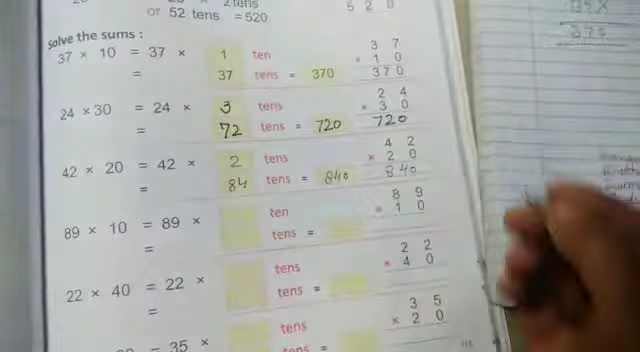 2tens
or 52 tens = 520
5 2 0
solve the sums :
37 × 10 = 37 × 1 ten
= 37 tens = 370
3 7
× 1 0
3 7 0
24 × 30 = 24 × 3 tens
= 72 tens = 720
2 4
× 3 0
720
42 × 20 = 42 × 2 tens
= 84 tens = 840
4 2
× 2 0
840
89 × 10 = 89 × ten
= tens =
8 9
× 1 0
22 × 40 = 22 × tens
= tens =
2 2
× 4 0
= 35 × tens
tens =
3 5
× 2 0